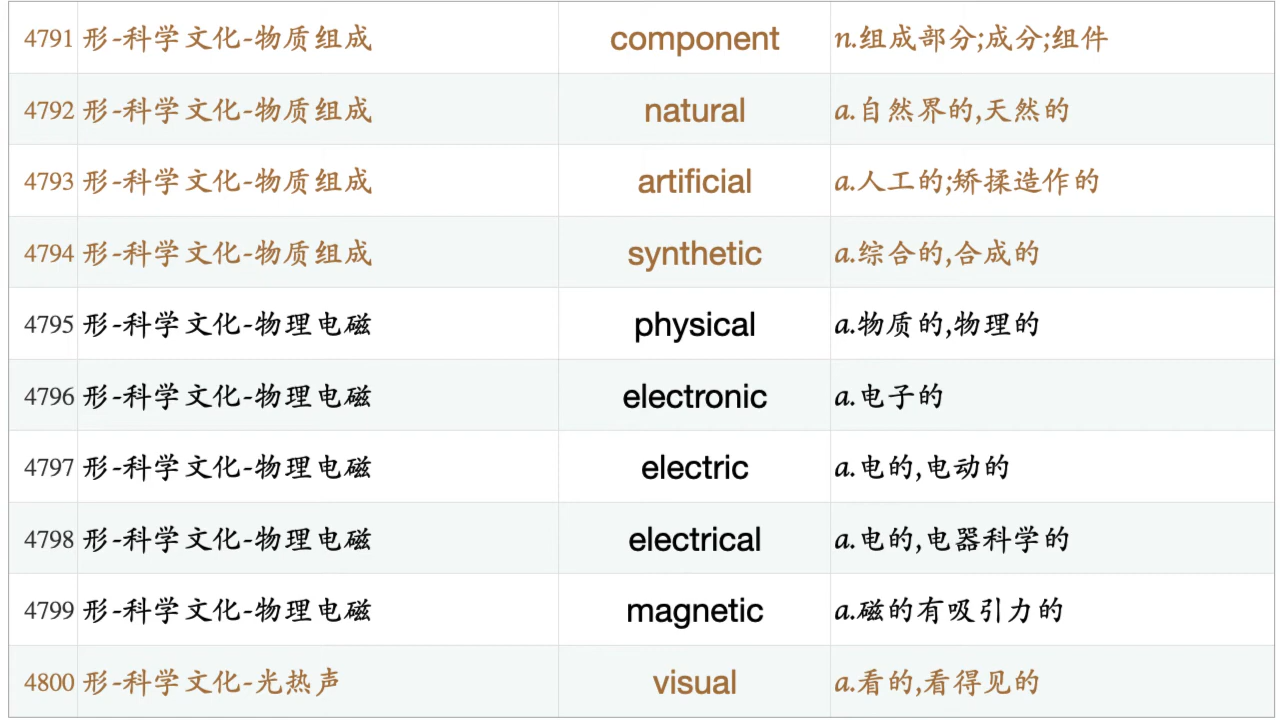 4791 形-科学文化-物质组成 component n.组成部分;成分;组件
4792 形-科学文化-物质组成 natural a.自然界的,天然的
4793 形-科学文化-物质组成 artificial a.人工的;矫揉造作的
4794 形-科学文化-物质组成 synthetic a.综合的,合成的
4795 形-科学文化-物理电磁 physical a.物质的,物理的
4796 形-科学文化-物理电磁 electronic a.电子的
4797 形-科学文化-物理电磁 electric a.电的,电动的
4798 形-科学文化-物理电磁 electrical a.电的,电器科学的
4799 形-科学文化-物理电磁 magnetic a.磁的有吸引力的
4800 形-科学文化-光热声 visual a.看的,看得见的